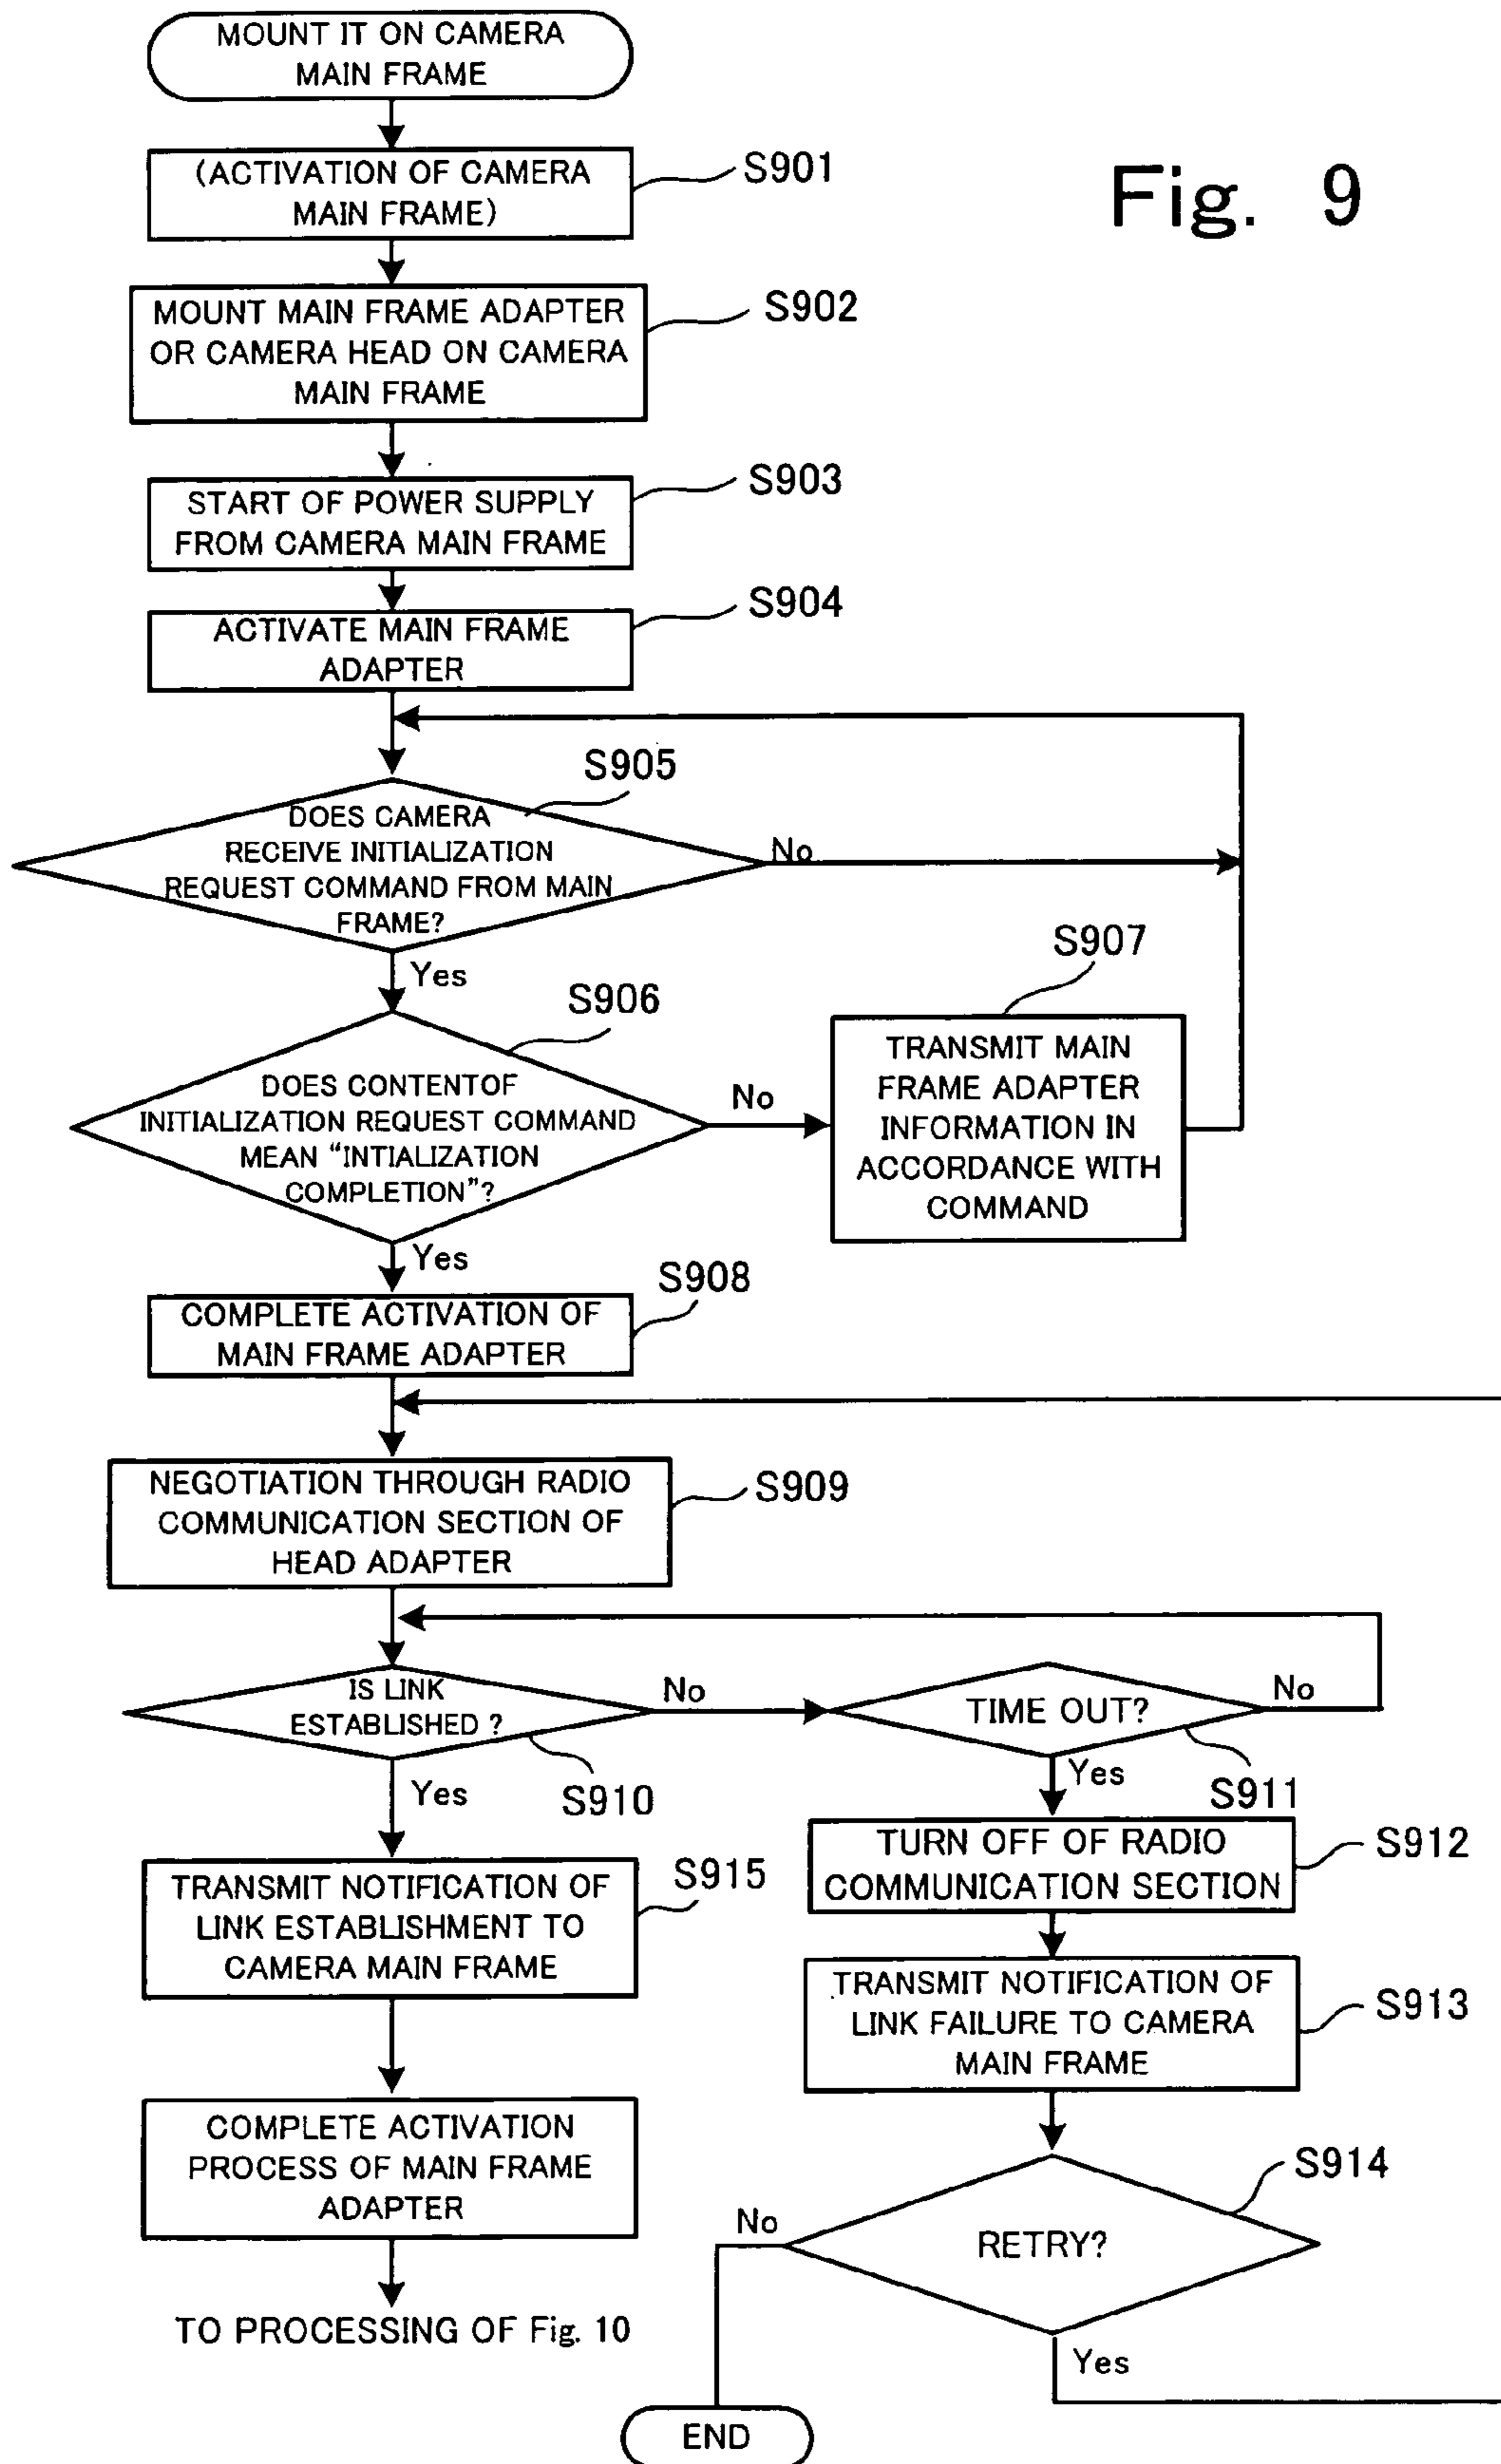 MOUNT IT ON CAMERA
MAIN FRAME
(ACTIVATION OF CAMERA
MAIN FRAME)
S901
Fig. 9
MOUNT MAIN FRAME ADAPTER
OR CAMERA HEAD ON CAMERA
MAIN FRAME
S902
START OF POWER SUPPLY
FROM CAMERA MAIN FRAME
S903
ACTIVATE MAIN FRAME
ADAPTER
S904
S905
DOES CAMERA
RECEIVE INITIALIZATION
REQUEST COMMAND FROM MAIN
FRAME?
No
Yes
S906
DOES CONTENTOF
INITIALIZATION REQUEST COMMAND
MEAN “INTIALIZATION
COMPLETION”?
No
S907
TRANSMIT MAIN
FRAME ADAPTER
INFORMATION IN
ACCORDANCE WITH
COMMAND
Yes
S908
COMPLETE ACTIVATION OF
MAIN FRAME ADAPTER
NEGOTIATION THROUGH RADIO
COMMUNICATION SECTION OF
HEAD ADAPTER
S909
IS LINK
ESTABLISHED ?
No
S910
TIME OUT?
No
S911
Yes
Yes
TURN OFF OF RADIO
COMMUNICATION SECTION
S912
TRANSMIT NOTIFICATION OF
LINK ESTABLISHMENT TO
CAMERA MAIN FRAME
S915
TRANSMIT NOTIFICATION OF
LINK FAILURE TO CAMERA
MAIN FRAME
S913
COMPLETE ACTIVATION
PROCESS OF MAIN FRAME
ADAPTER
RETRY?
S914
No
Yes
TO PROCESSING OF Fig. 10
END